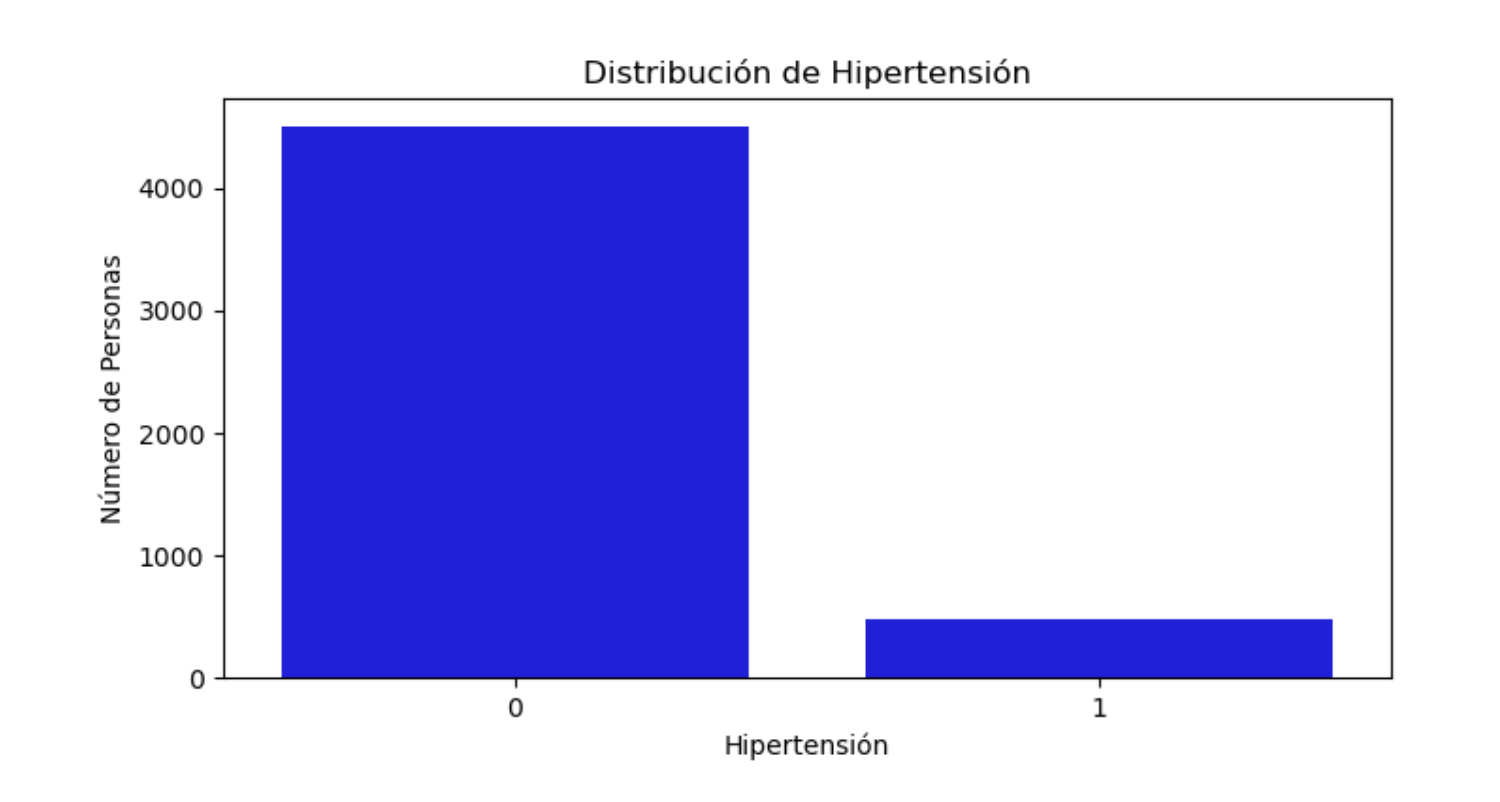 Distribución de Hipertensión
4000
3000
2000
1000
0
Número de Personas
0
1
Hipertensión